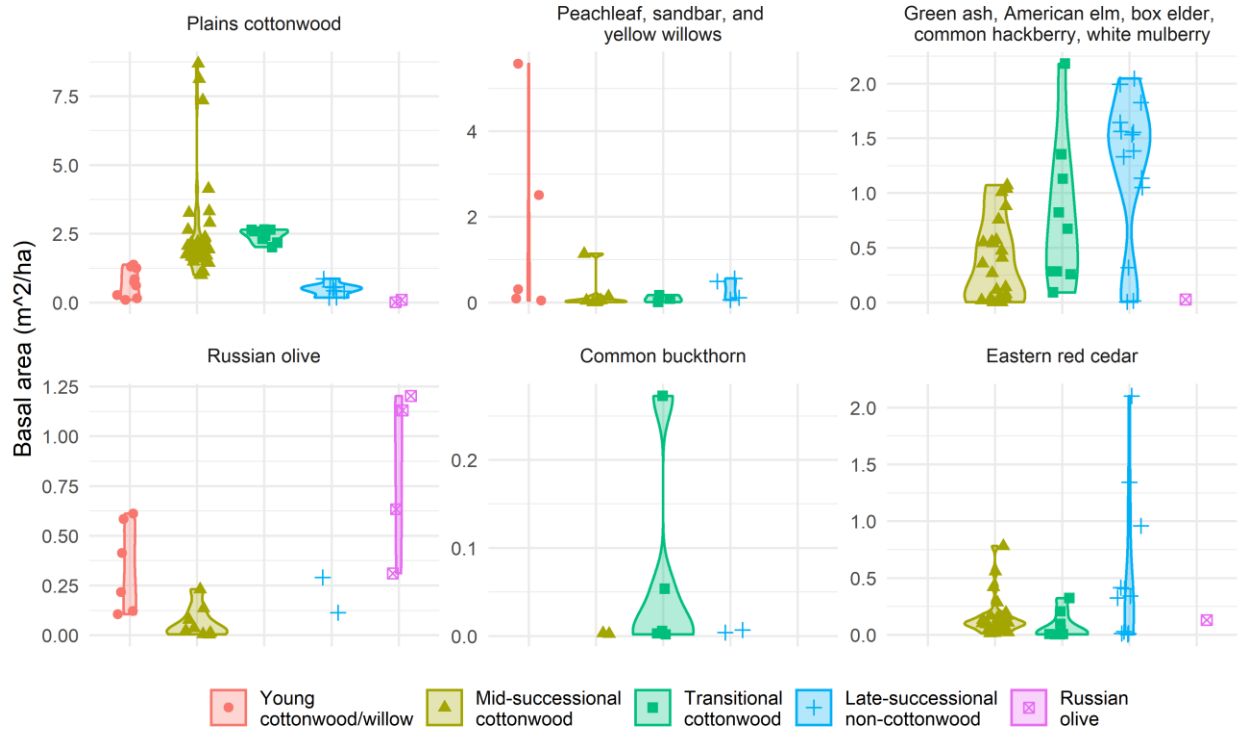 Plains cottonwood
Peachleaf, sandbar, and
yellow willows
Green ash, American elm, box elder,
common hackberry, white mulberry
7.5
5.0
2.5
0.0
4
2
0
2.0
1.5
1.0
0.5
0.0
Basal area (m^2/ha)
Russian olive
Common buckthorn
Eastern red cedar
1.25
1.00
0.75
0.50
0.25
0.00
0.2
0.1
0.0
2.0
1.5
1.0
0.5
0.0
Young
cottonwood/willow
Mid-successional
cottonwood
Transitional
cottonwood
Late-successional
non-cottonwood
Russian
olive